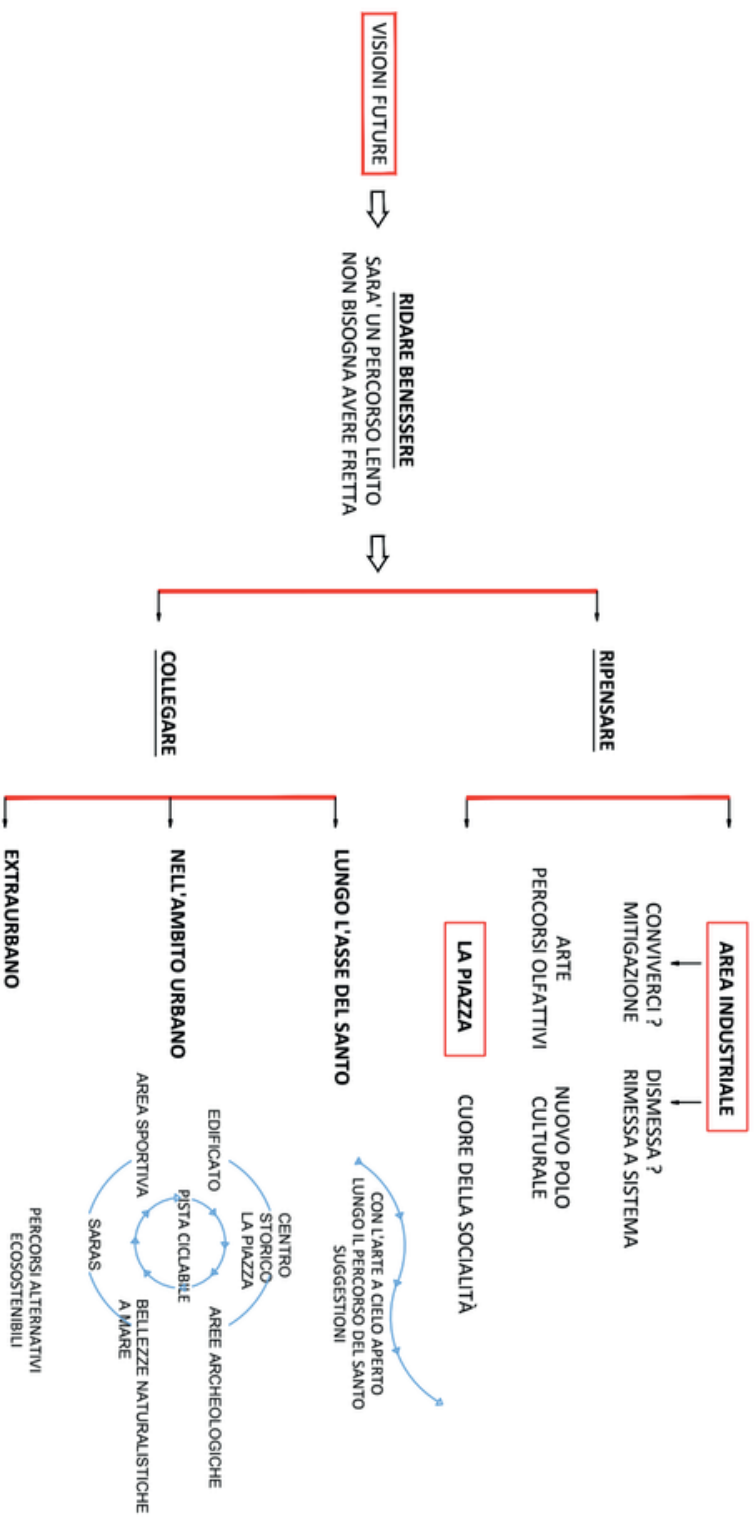 VISIONI FUTURE
RIDARE BENESSERE
SARA' UN PERCORSO LENTO
NON BISOGNA AVERE FRETTA
RIPENSARE
AREA INDUSTRIALE
CONVIVERCI ?
MITIGAZIONE
DISMESSA ?
RIMESSA A SISTEMA
ARTE
PERCORSI OLFATTIVI
NUOVO POLO
CULTURALE
LA PIAZZA
CUORE DELLA SOCIALITÀ
COLLEGARE
LUNGO L'ASSE DEL SANTO
CON L'ARTE A CIELO APERTO
LUNGO IL PERCORSO DEL SANTO
SUGGESTIONI
NELL'AMBITO URBANO
CENTRO
STORICO
LA PIAZZA
EDIFICATO
AREE ARCHEOLOGICHE
PISTA CICLABILE
AREA SPORTIVA
BELLEZZE NATURALISTICHE
A MARE
SARAS
EXTRAURBANO
PERCORSI ALTERNATIVI
ECOSOSTENIBILI